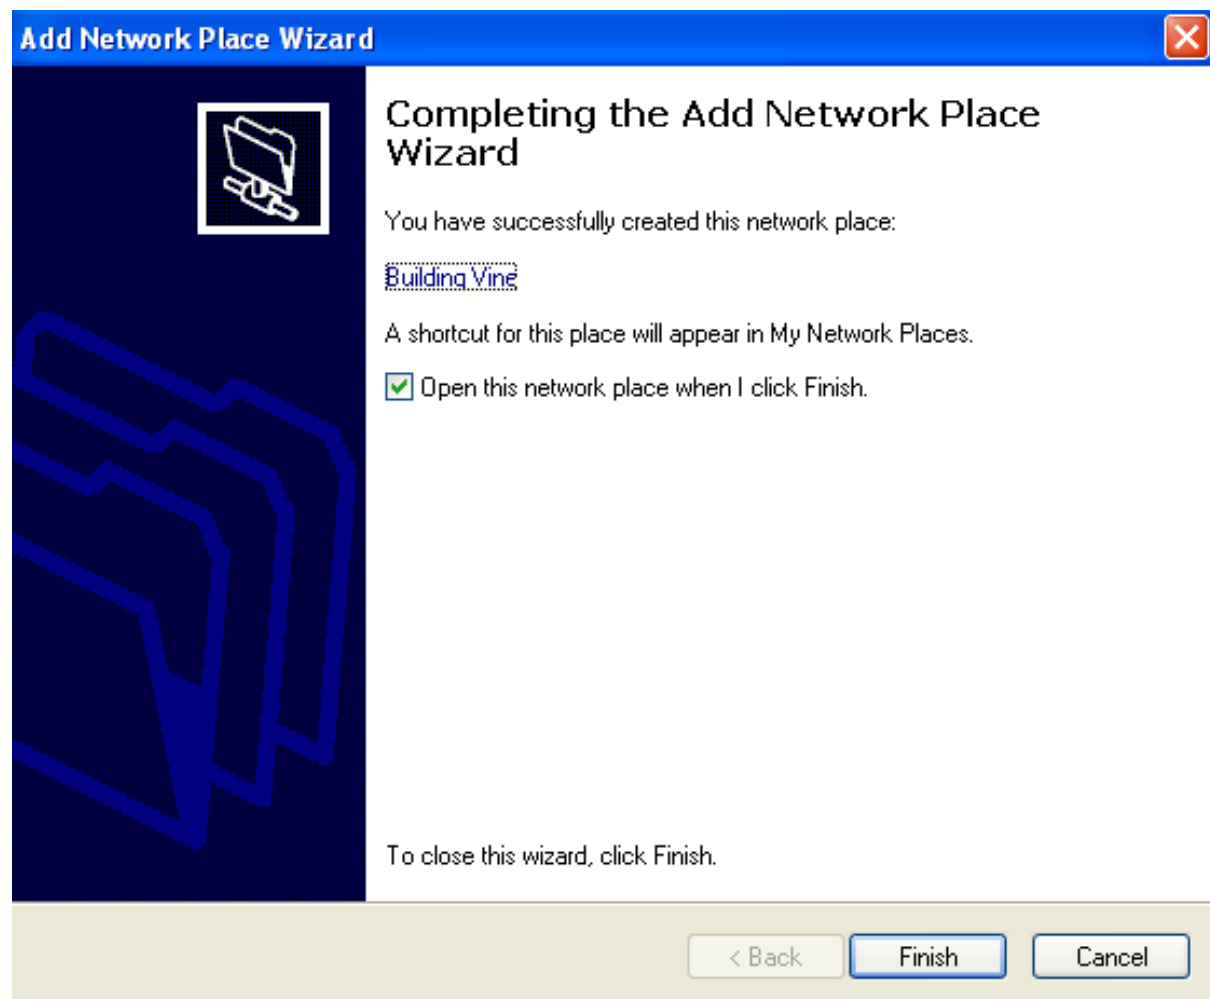 Add Network Place Wizard
Completing the Add Network Place
Wizard
You have successfully created this network place:
Building Vine
A shortcut for this place will appear in My Network Places.
Open this network place when I click Finish.
To close this wizard, click Finish.
< Back Finish Cancel